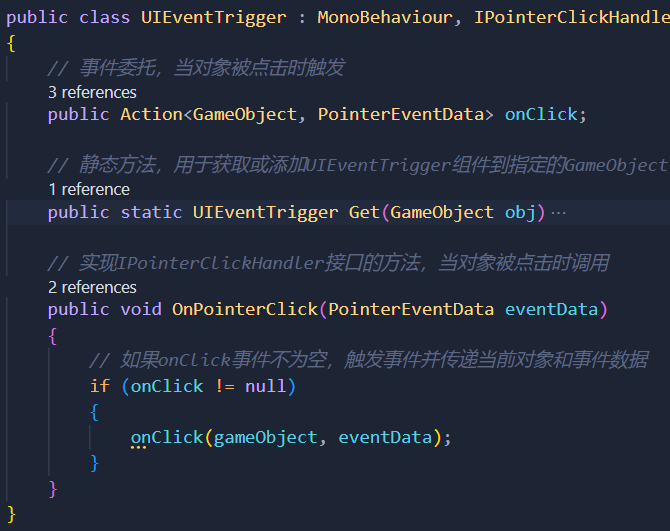 public class UIEventTrigger : MonoBehaviour, IPointerClickHandle
{
// 事件委托，当对象被点击时触发
3 references
public Action<GameObject, PointerEventData> onClick;
// 静态方法，用于获取或添加UIEventTrigger组件到指定的GameObject
1 reference
public static UIEventTrigger Get(GameObject obj) ···
// 实现IPointerClickHandler接口的方法，当对象被点击时调用
2 references
public void OnPointerClick(PointerEventData eventData)
{
// 如果onClick事件不为空，触发事件并传递当前对象和事件数据
if (onClick != null)
{
onClick(gameObject, eventData);
}
}
}